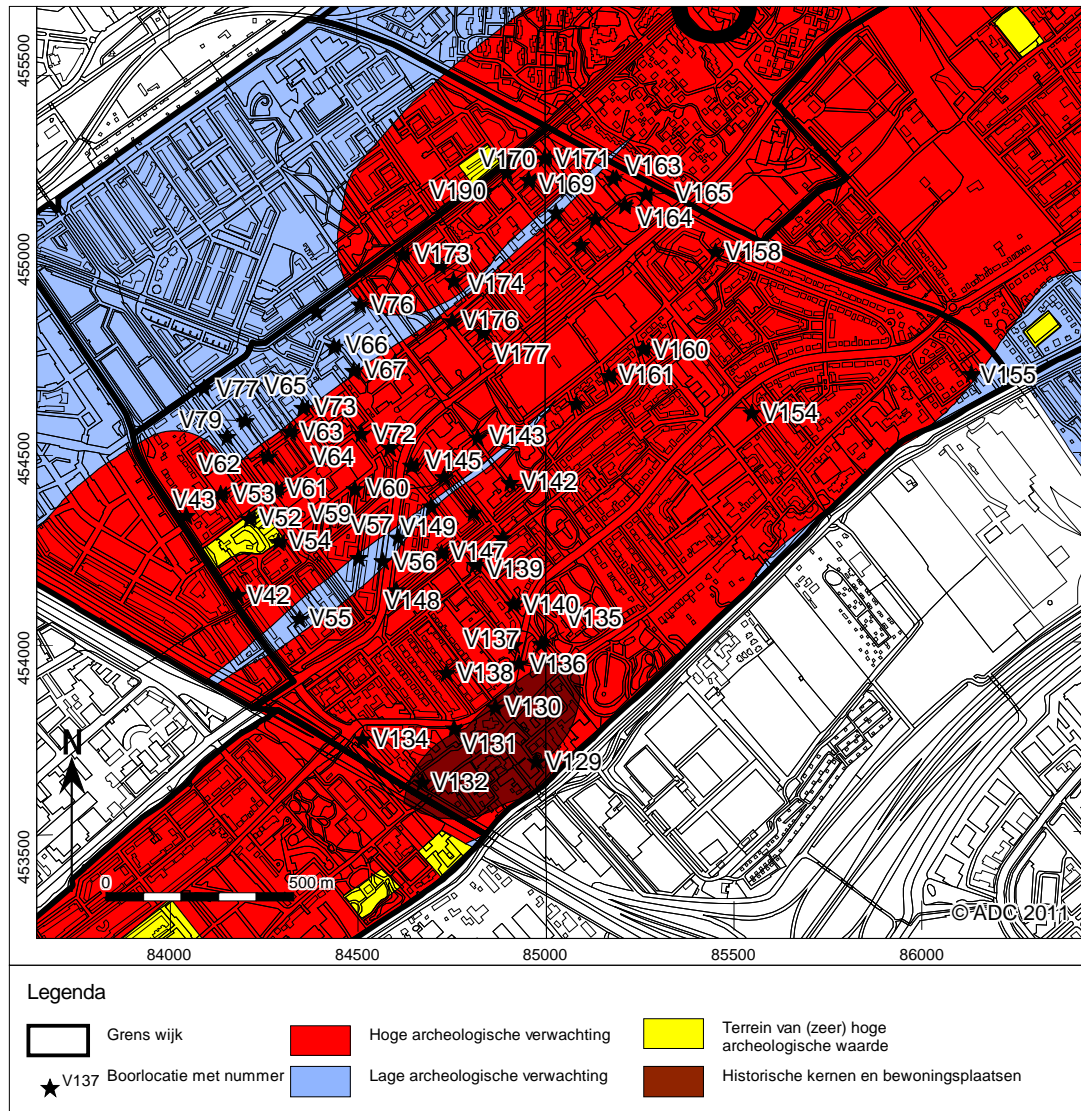 455500
455000
454500
454000
453500
V170
V171
V163
V190
V169
V165
V164
V158
V173
V174
V76
V176
V66
V177
V160
V67
V161
V155
V77
V65
V73
V154
V79
V63
V72
V143
V62
V64
V145
V142
V43
V53
V61
V60
V52
V59
V57
V149
V54
V56
V147
V139
V42
V148
V140
V55
V135
V137
V136
V138
V130
V134
V131
V129
V132
N
0 500 m
© ADC 2011
84000 84500 85000 85500 86000
Legenda
Grens wijk
Hoge archeologische verwachting
Terrein van (zeer) hoge
archeologische waarde
V137 Boorlocatie met nummer
Lage archeologische verwachting
Historische kernen en bewoningsplaatsen